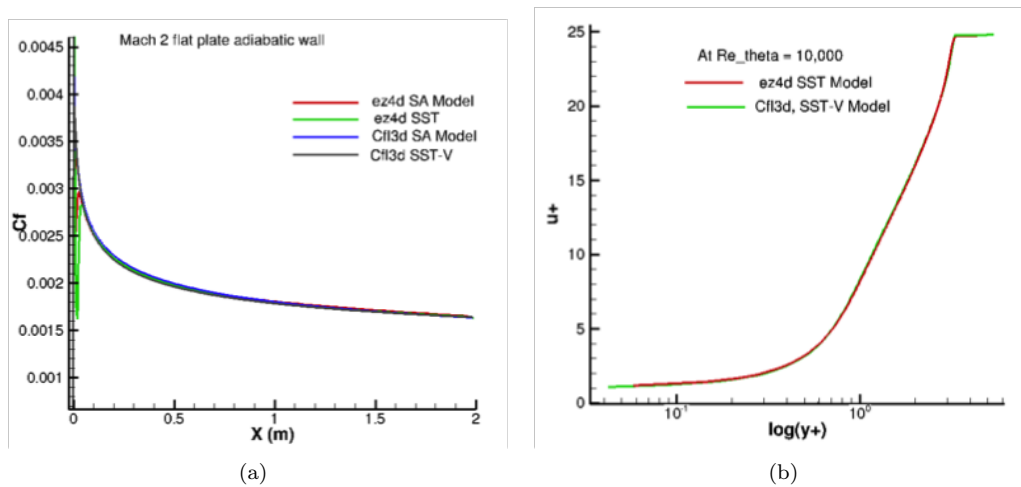 Mach 2 flat plate adiabatic wall
0.0045
0.004
0.0035
0.003
0.0025
0.002
0.0015
0.001
Cf
ez4d SA Model
ez4d SST
Cfl3d SA Model
Cfl3d SST-V
0
0.5
1
1.5
2
X (m)
(a)
At Re_theta = 10,000
ez4d SST Model
Cfl3d, SST-V Model
25
20
15
10
5
0
u+
10-1
100
log(y+)
(b)